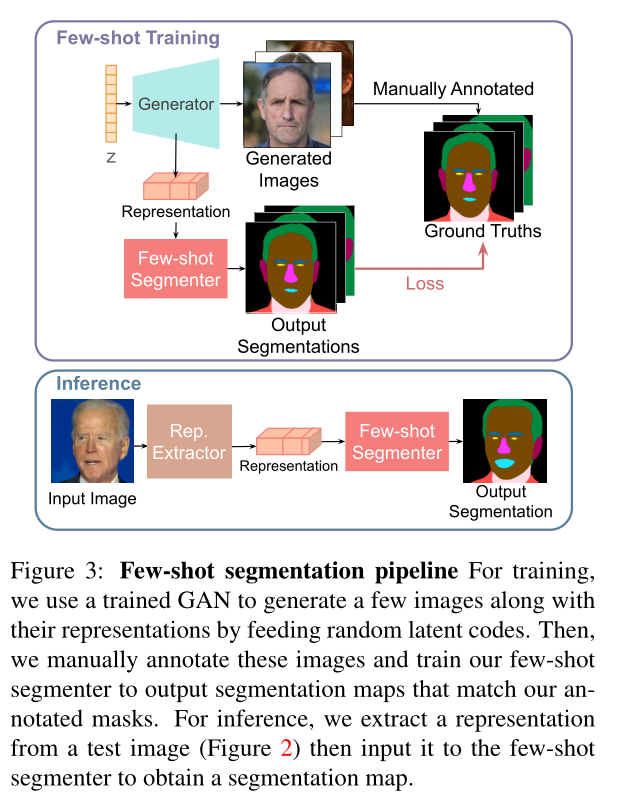 Few-shot Training
Generator
z
Manually Annotated
Generated
Images
Representation
Ground Truths
Few-shot
Segmenter
Loss
Output
Segmentations
Inference
Rep.
Extractor
Few-shot
Segmenter
Representation
Input Image
Output
Segmentation
Figure 3: Few-shot segmentation pipeline For training,
we use a trained GAN to generate a few images along with
their representations by feeding random latent codes. Then,
we manually annotate these images and train our few-shot
segmenter to output segmentation maps that match our an-
notated masks. For inference, we extract a representation
from a test image (Figure 2) then input it to the few-shot
segmenter to obtain a segmentation map.